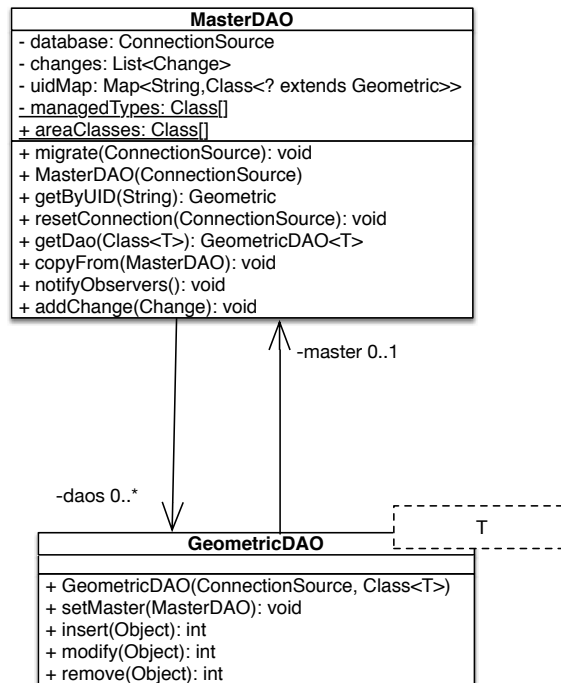 MasterDAO
- database: ConnectionSource
- changes: List<Change>
- uidMap: Map<String,Class<? extends Geometric>>
- managedTypes: Class[]
+ areaClasses: Class[]
+ migrate(ConnectionSource): void
+ MasterDAO(ConnectionSource)
+ getByUID(String): Geometric
+ resetConnection(ConnectionSource): void
+ getDao(Class<T>): GeometricDAO<T>
+ copyFrom(MasterDAO): void
+ notifyObservers(): void
+ addChange(Change): void
-master 0..1
-daos 0..*
T
GeometricDAO
+ GeometricDAO(ConnectionSource, Class<T>)
+ setMaster(MasterDAO): void
+ insert(Object): int
+ modify(Object): int
+ remove(Object): int